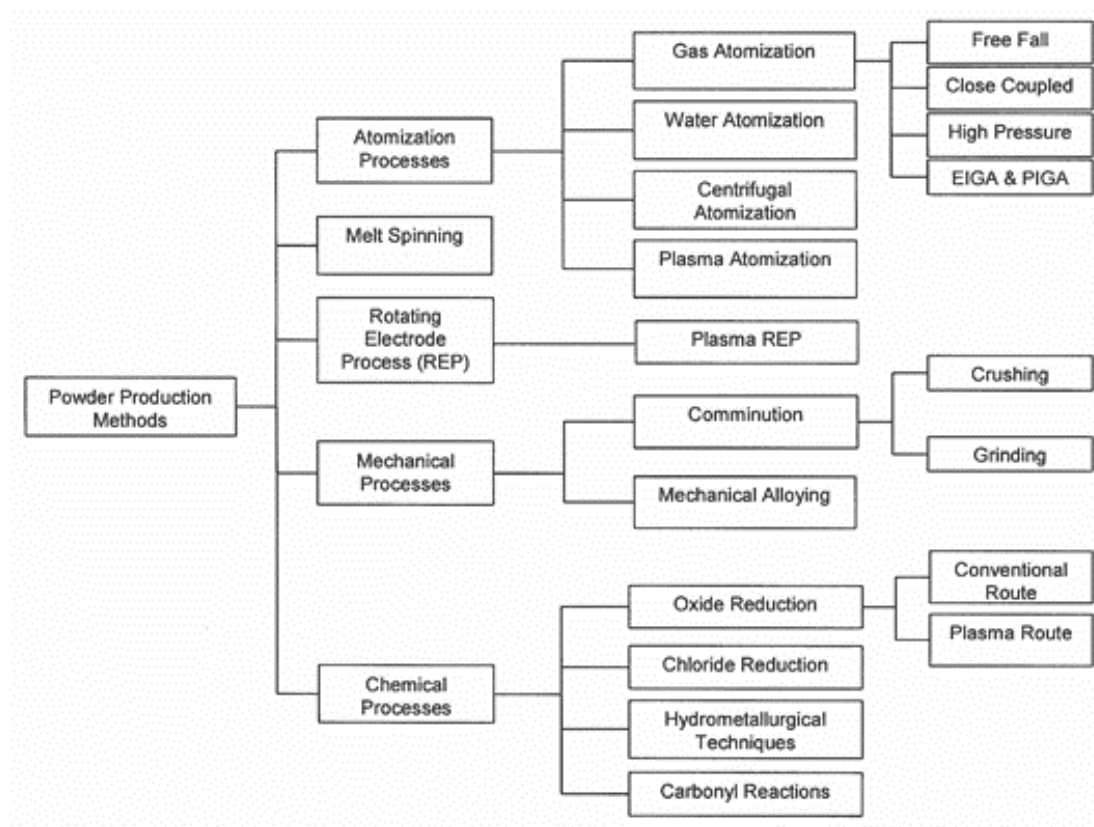 Powder Production
Methods
Atomization
Processes
Melt Spinning
Rotating
Electrode
Process (REP)
Mechanical
Processes
Chemical
Processes
Gas Atomization
Water Atomization
Centrifugal
Atomization
Plasma Atomization
Plasma REP
Comminution
Mechanical Alloying
Oxide Reduction
Chloride Reduction
Hydrometallurgical
Techniques
Carbonyl Reactions
Free Fall
Close Coupled
High Pressure
EIGA & PIGA
Crushing
Grinding
Conventional
Route
Plasma Route